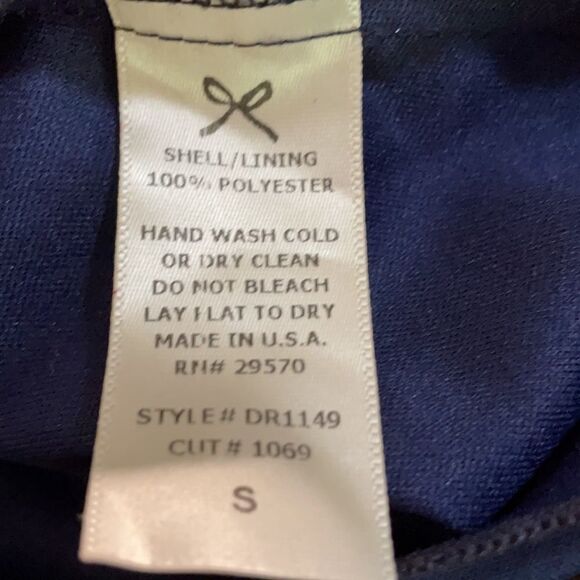 SHELL/LINING
100% POLYESTER
HAND WASH COLD
OR DRY CLEAN
DO NOT BLEACH
LAY FLAT TO DRY
MADE IN U.S.A.
RN# 29570
STYLE# DR1149
CUT# 1069
S